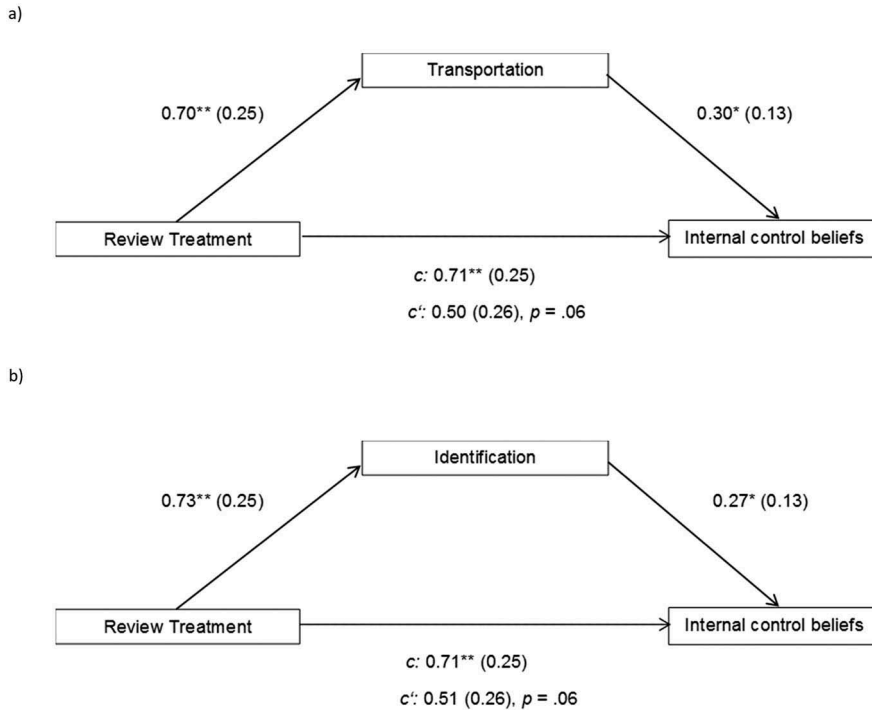 a)
Transportation
0.70** (0.25)
0.30* (0.13)
Review Treatment
Internal control beliefs
c: 0.71** (0.25)
c‘: 0.50 (0.26), p = .06
b)
Identification
0.73** (0.25)
0.27* (0.13)
Review Treatment
Internal control beliefs
c: 0.71** (0.25)
c‘: 0.51 (0.26), p = .06